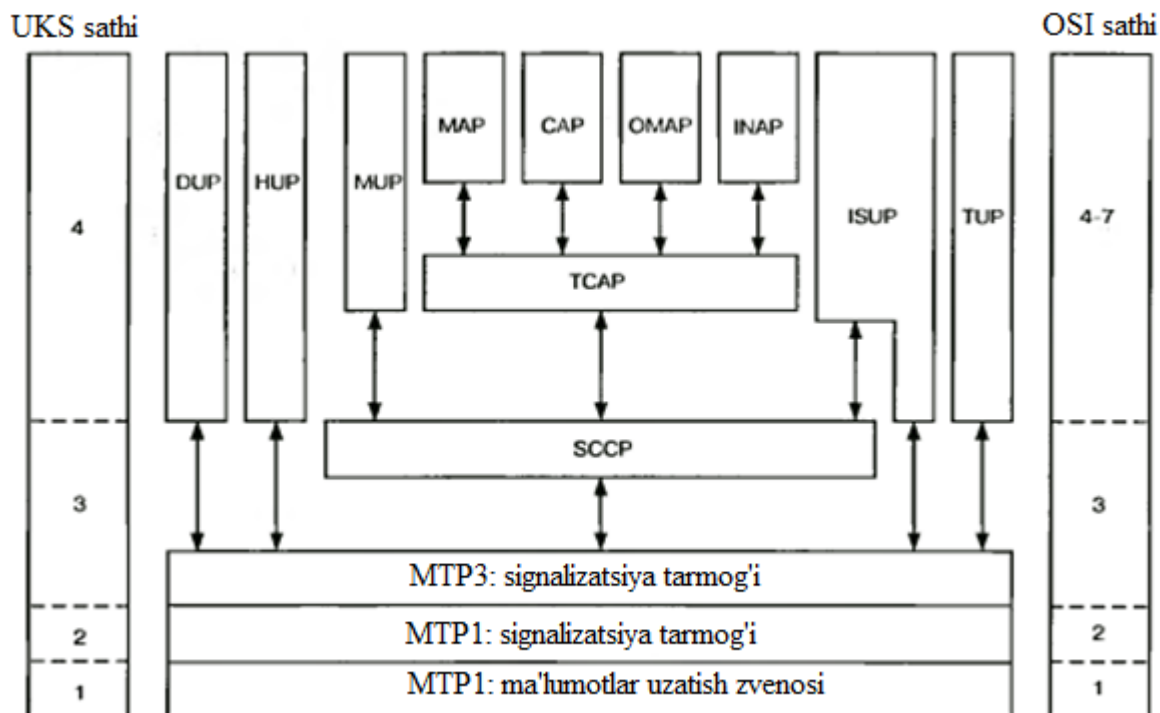 UKS sathi
OSI sathi
MAP
CAP
OMAP
INAP
DUP
HUP
MUP
ISUP
TUP
4
4-7
TCAP
SCCP
3
3
MTP3: signalizatsiya tarmog'i
2
MTP1: signalizatsiya tarmog'i
2
1
MTP1: ma'lumotlar uzatish zvenosi
1